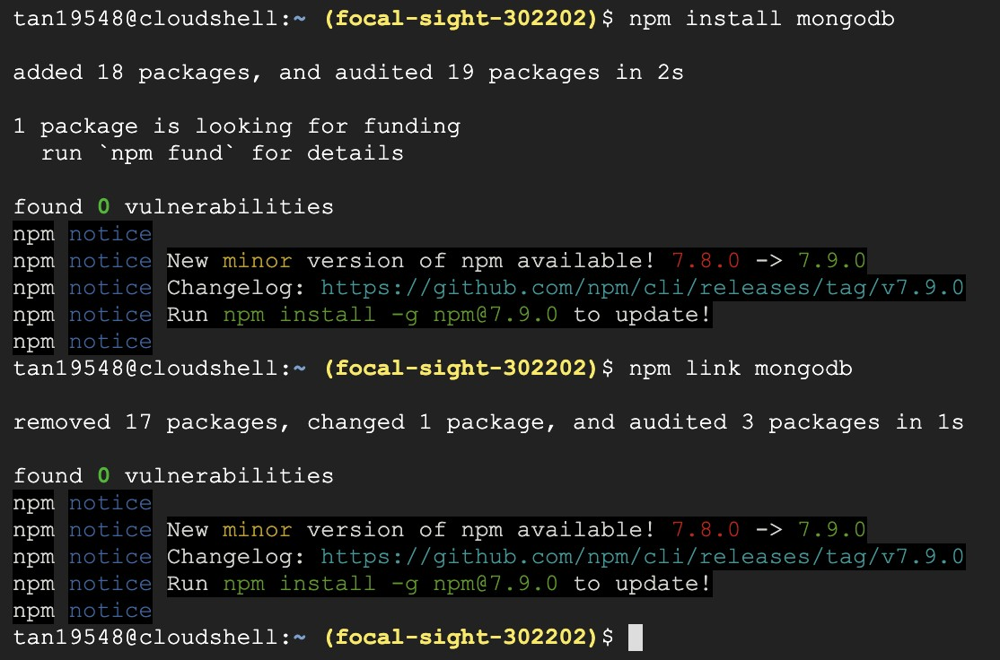 tan19548@cloudshell:~ (focal-sight-302202)$ npm install mongodb
added 18 packages, and audited 19 packages in 2s
1 package is looking for funding
  run `npm fund` for details
found 0 vulnerabilities
npm notice
npm notice New minor version of npm available! 7.8.0 -> 7.9.0
npm notice Changelog: https://github.com/npm/cli/releases/tag/v7.9.0
npm notice Run npm install -g npm@7.9.0 to update!
npm notice
tan19548@cloudshell:~ (focal-sight-302202)$ npm link mongodb
removed 17 packages, changed 1 package, and audited 3 packages in 1s
found 0 vulnerabilities
npm notice
npm notice New minor version of npm available! 7.8.0 -> 7.9.0
npm notice Changelog: https://github.com/npm/cli/releases/tag/v7.9.0
npm notice Run npm install -g npm@7.9.0 to update!
npm notice
tan19548@cloudshell:~ (focal-sight-302202)$